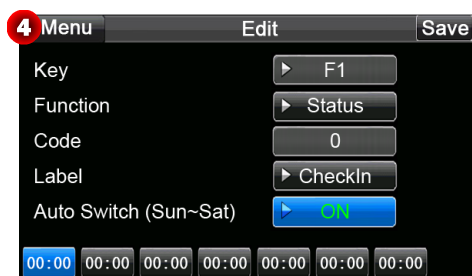 4 Menu Edit Save
Key F1
Function Status
Code 0
Label CheckIn
Auto Switch (Sun~Sat) ON
00:00 00:00 00:00 00:00 00:00 00:00 00:00